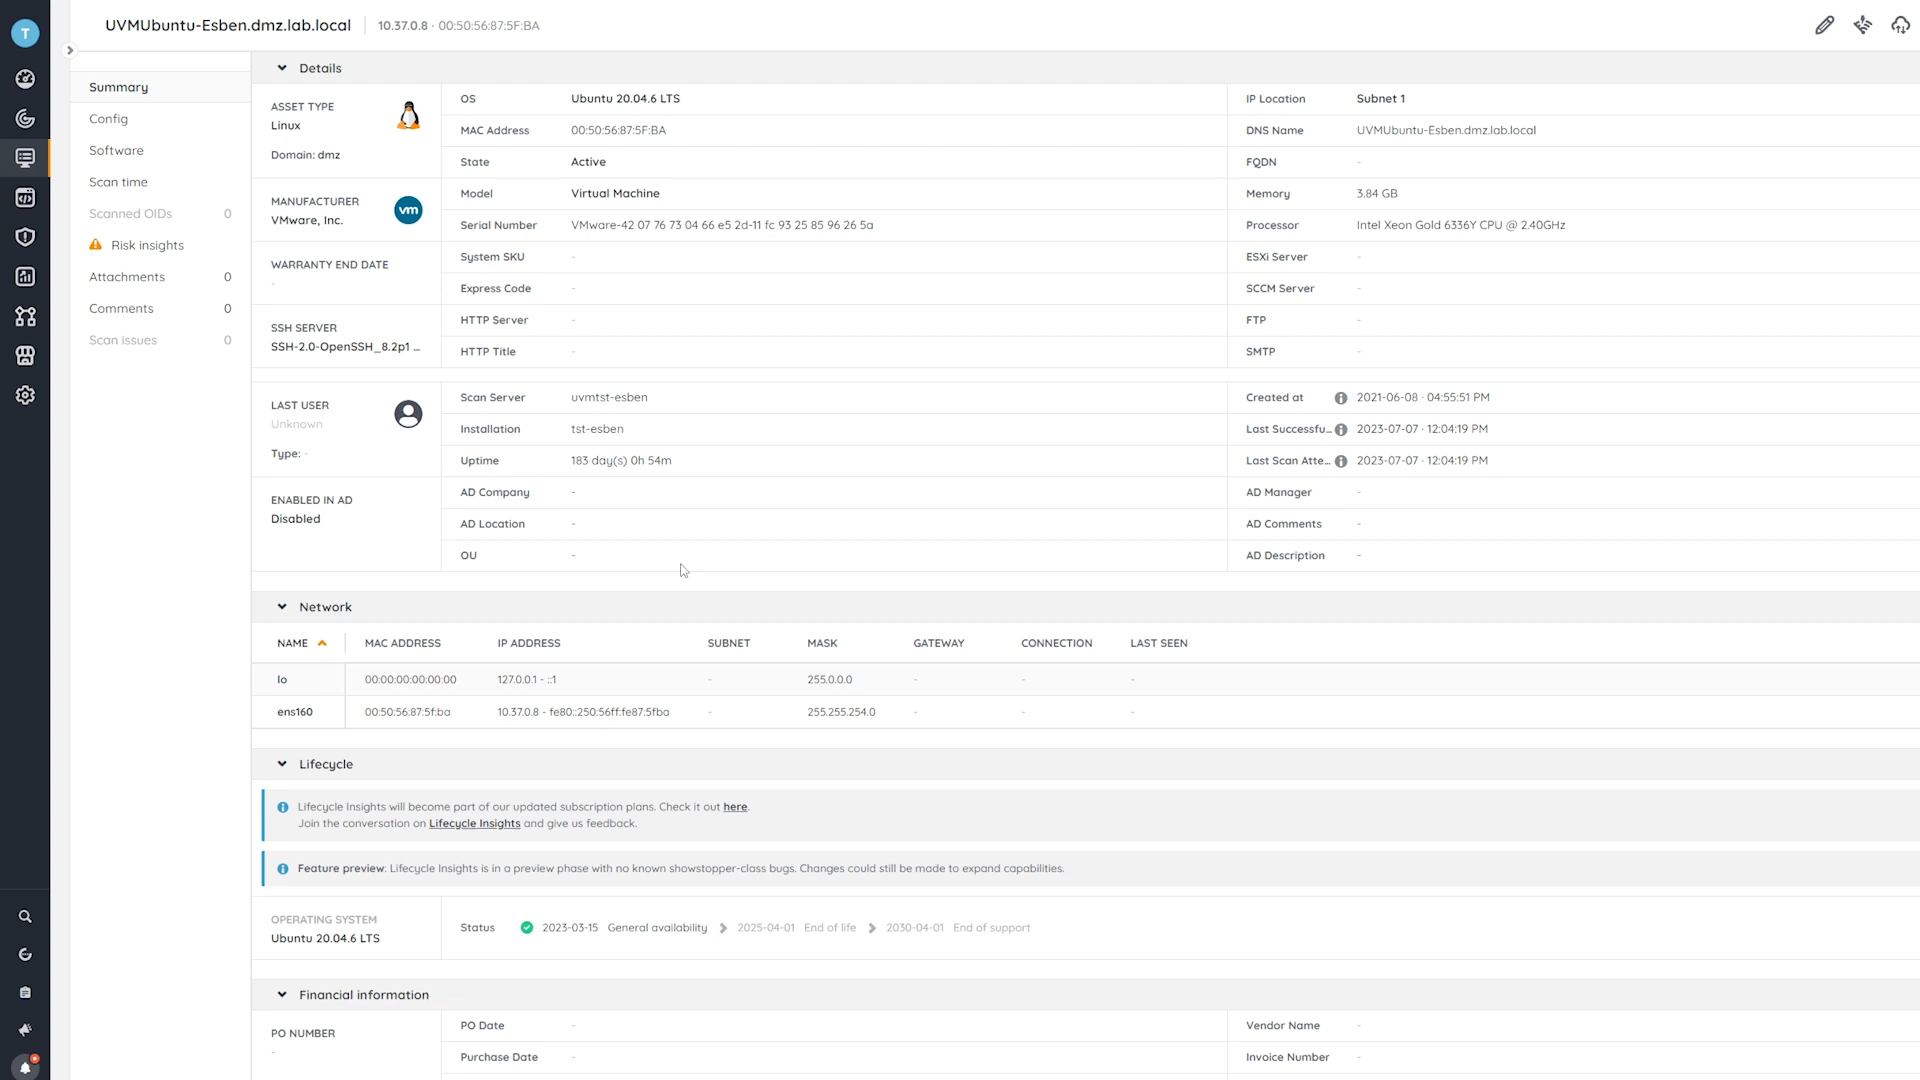 T
UVMUbuntu-Esben.dmz.lab.local 10.37.0.8 · 00:50:56:87:5F:BA
Summary
Config
Software
Scan time
Scanned OIDs 0
Risk insights
Attachments 0
Comments 0
Scan issues 0
Details
ASSET TYPE
Linux
Domain: dmz
MANUFACTURER
VMware, Inc.
vm
WARRANTY END DATE
-
SSH SERVER
SSH-2.0-OpenSSH_8.2p1 ...
OS Ubuntu 20.04.6 LTS
MAC Address 00:50:56:87:5F:BA
State Active
Model Virtual Machine
Serial Number VMware-42 07 76 73 04 66 e5 2d-11 fc 93 25 85 96 26 5a
System SKU -
Express Code -
HTTP Server -
HTTP Title -
IP Location Subnet 1
DNS Name UVMUbuntu-Esben.dmz.lab.local
FQDN -
Memory 3.84 GB
Processor Intel Xeon Gold 6336Y CPU @ 2.40GHz
ESXi Server -
SCCM Server -
FTP -
SMTP -
LAST USER
Unknown
Type: -
ENABLED IN AD
Disabled
Scan Server uvmtst-esben
Installation tst-esben
Uptime 183 day(s) 0h 54m
AD Company -
AD Location -
OU -
Created at 2021-06-08 · 04:55:51 PM
Last Successfu... 2023-07-07 · 12:04:19 PM
Last Scan Atte... 2023-07-07 · 12:04:19 PM
AD Manager -
AD Comments -
AD Description -
Network
NAME MAC ADDRESS IP ADDRESS SUBNET MASK GATEWAY CONNECTION LAST SEEN
lo 00:00:00:00:00:00 127.0.0.1 - ::1 - 255.0.0.0 - - -
ens160 00:50:56:87:5f:ba 10.37.0.8 - fe80::250:56ff:fe87:5fba - 255.255.254.0 - - -
Lifecycle
Lifecycle Insights will become part of our updated subscription plans. Check it out here.
Join the conversation on Lifecycle Insights and give us feedback.
Feature preview: Lifecycle Insights is in a preview phase with no known showstopper-class bugs. Changes could still be made to expand capabilities.
OPERATING SYSTEM
Ubuntu 20.04.6 LTS
Status 2023-03-15 General availability 2025-04-01 End of life 2030-04-01 End of support
Financial information
PO NUMBER
-
PO Date -
Purchase Date -
Vendor Name -
Invoice Number -